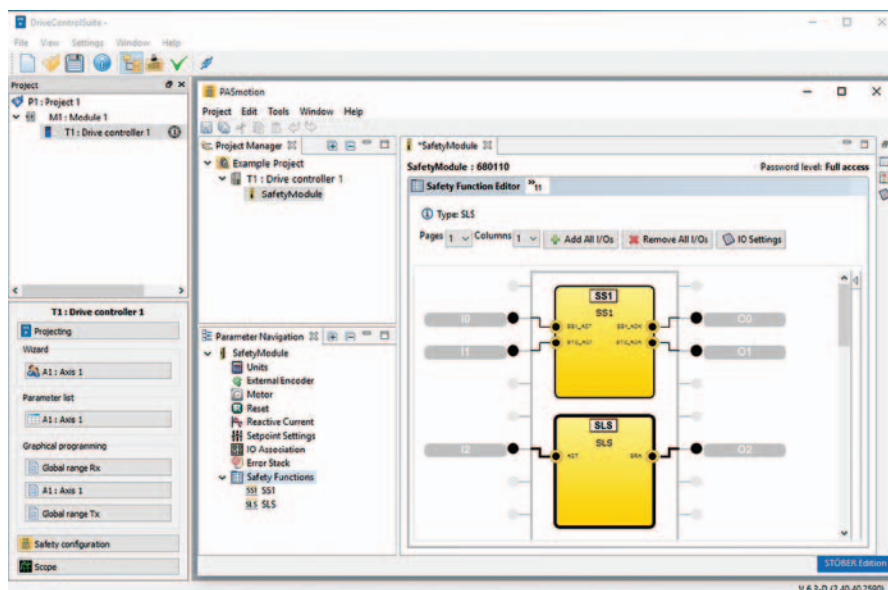 DriveControlSuite -
File View Settings Window Help
Project
P1 : Project 1
M1 : Module 1
T1 : Drive controller 1
T1 : Drive controller 1
Projecting
Wizard
A1 : Axis 1
Parameter list
A1 : Axis 1
Graphical programming
Global range Rx
A1 : Axis 1
Global range Tx
Safety configuration
Scope
PASmotion
Project Edit Tools Window Help
Project Manager
Example Project
T1 : Drive controller 1
SafetyModule
Parameter Navigation
SafetyModule
Units
External Encoder
Motor
Reset
Reactive Current
Setpoint Settings
IO Association
Error Stack
Safety Functions
SS1 SS1
SLS SLS
*SafetyModule
SafetyModule : 680110
Password level: Full access
Safety Function Editor
»11
Type: SLS
Pages 1 Columns 1 Add All I/Os Remove All I/Os IO Settings
SS1
SS1
I0 SS1_ACT O0
I1 O1
SLS
SLS
I2 ACT SRA O2
STÖBER Edition